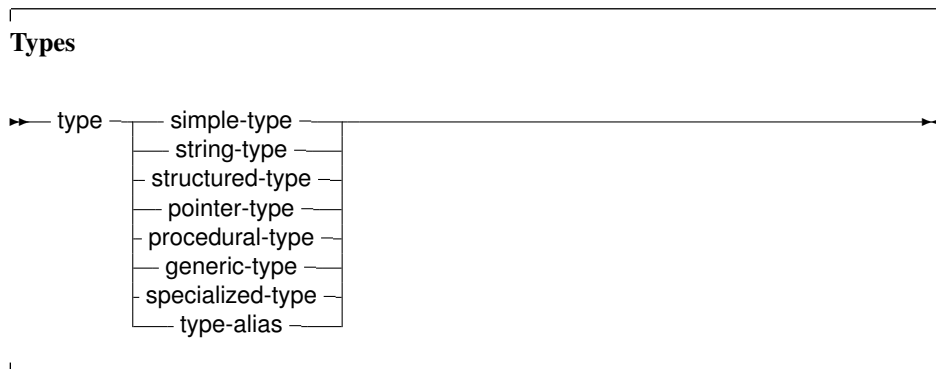 Types
type simple-type
string-type
structured-type
pointer-type
procedural-type
generic-type
specialized-type
type-alias